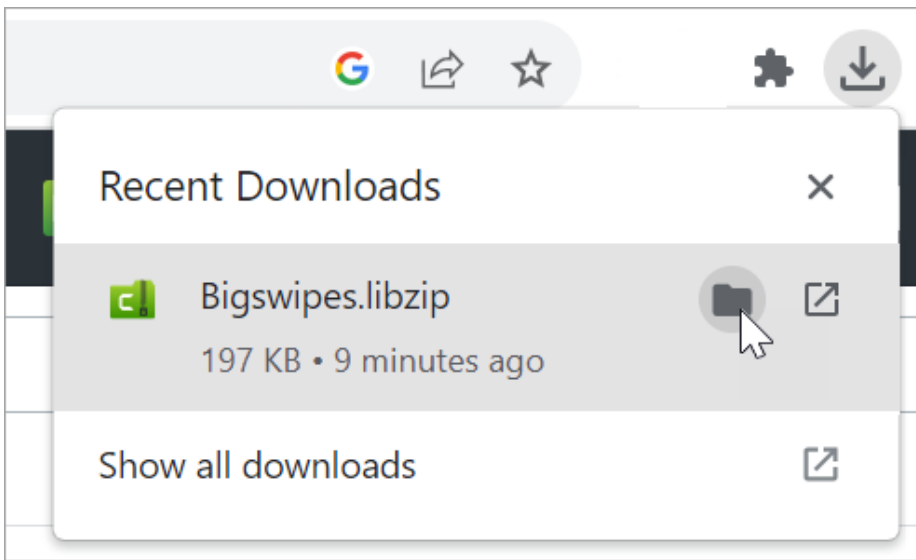 Recent Downloads
Bigswipes.libzip
197 KB • 9 minutes ago
Show all downloads